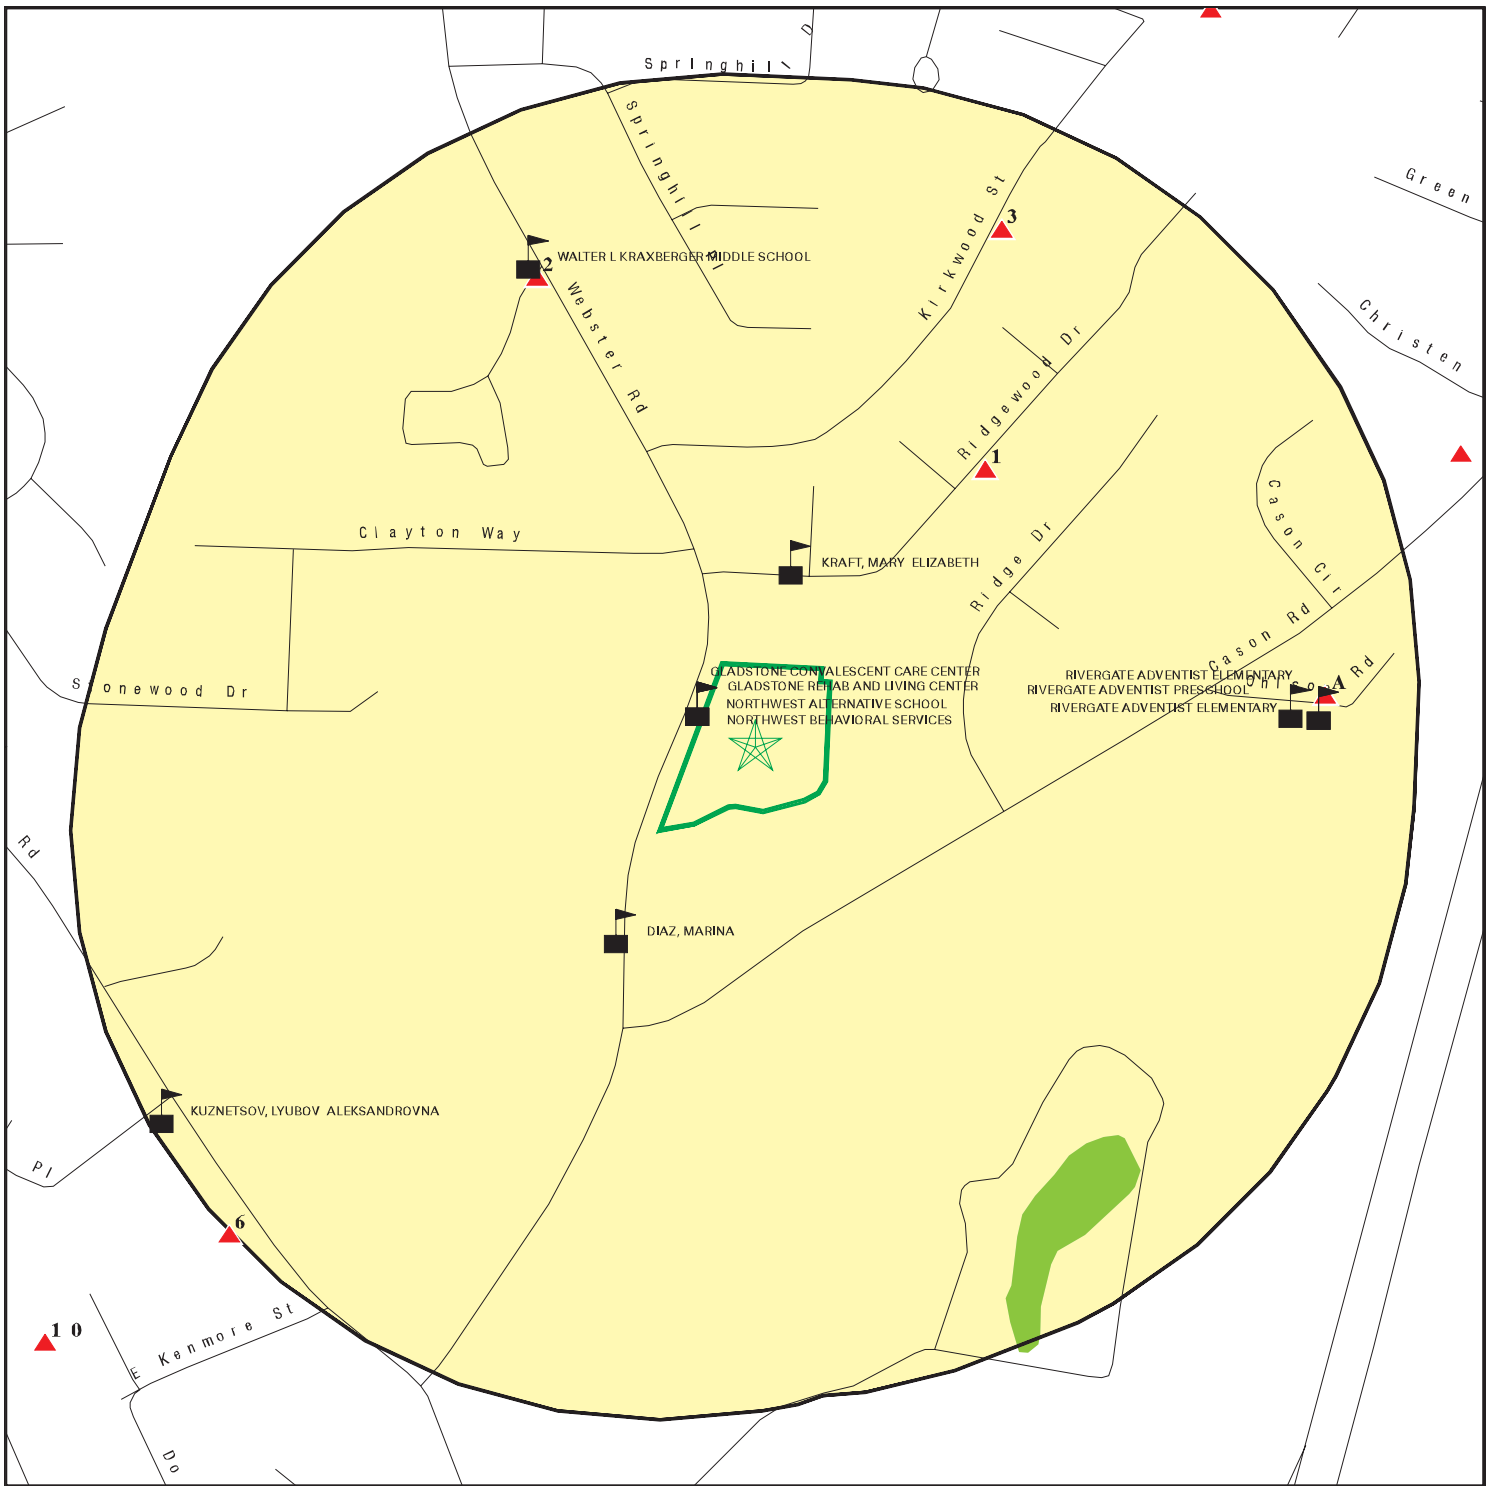 D
Springhill
Springhill Pl
Green
Kirkwood St
3
WALTER L KRAXBERGER MIDDLE SCHOOL
2
Webster Rd
Christen
Ridgewood Dr
1
Cason Cir
Clayton Way
KRAFT, MARY ELIZABETH
Ridge Dr
Cason Rd
GLADSTONE CONVALESCENT CARE CENTER
GLADSTONE REHAB AND LIVING CENTER
NORTHWEST ALTERNATIVE SCHOOL
NORTHWEST BEHAVIORAL SERVICES
RIVERGATE ADVENTIST ELEMENTARY
RIVERGATE ADVENTIST PRESCHOOL
RIVERGATE ADVENTIST ELEMENTARY
Ohlson Rd
A
Stonewood Dr
Rd
DIAZ, MARINA
KUZNETSOV, LYUBOV ALEKSANDROVNA
Pl
6
10
E Kenmore St
Do